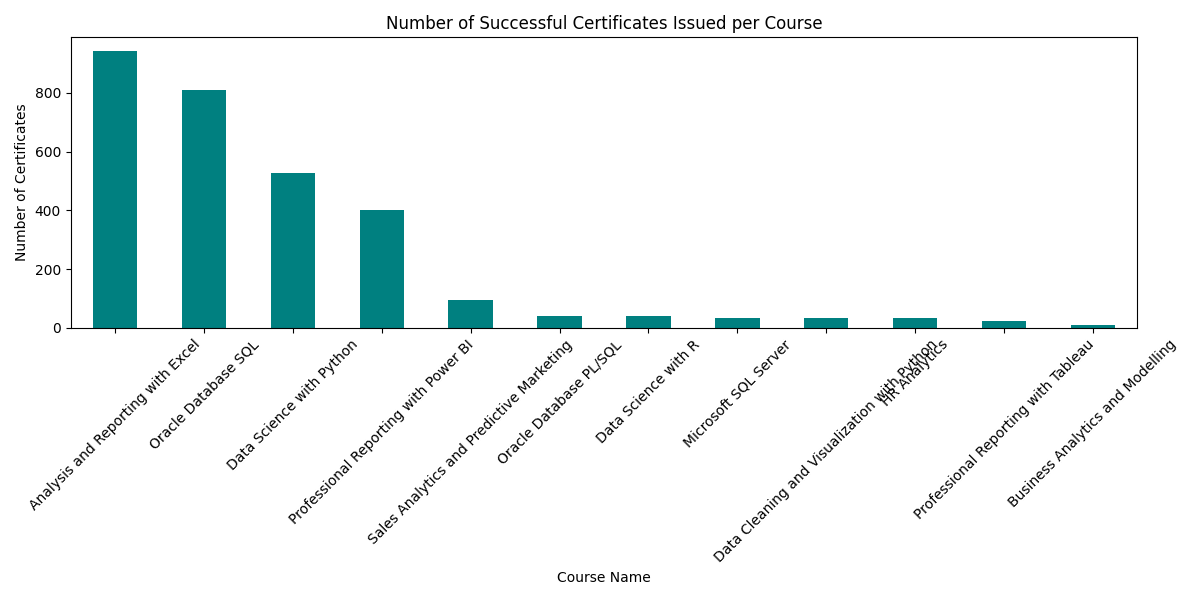 Number of Successful Certificates Issued per Course
Number of Certificates
800
600
400
200
0
Analysis and Reporting with Excel
Oracle Database SQL
Data Science with Python
Professional Reporting with Power BI
Sales Analytics and Predictive Marketing
Oracle Database PL/SQL
Data Science with R
Microsoft SQL Server
Data Cleaning and Visualization with Python
HR Analytics
Professional Reporting with Tableau
Business Analytics and Modelling
Course Name